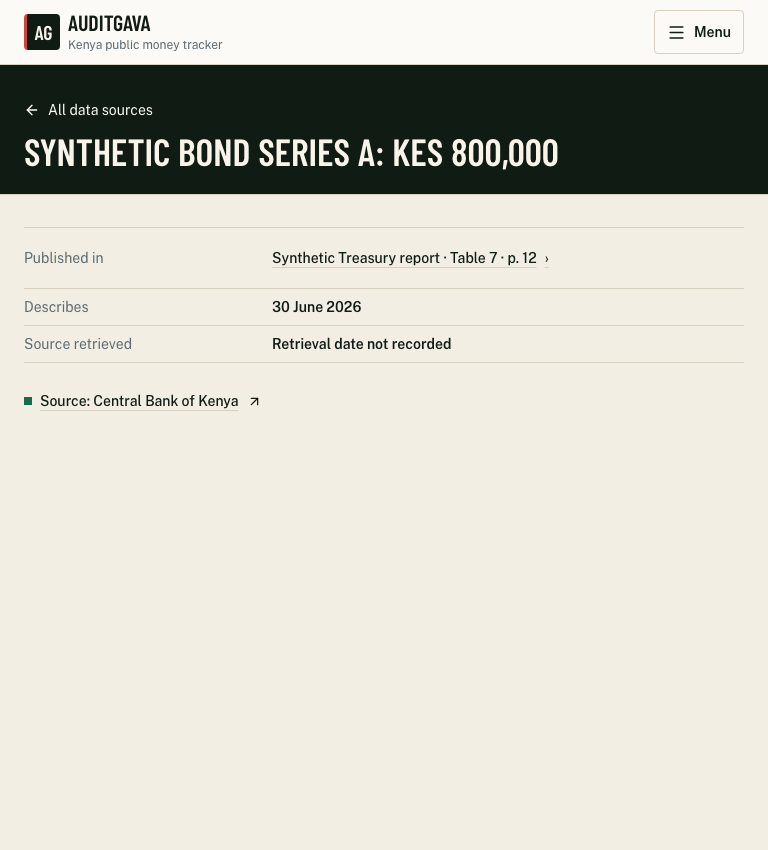 AG
AUDITGAVA
Kenya public money tracker
Menu
← All data sources
SYNTHETIC BOND SERIES A: KES 800,000
Published in
Synthetic Treasury report · Table 7 · p. 12 ›
Describes
30 June 2026
Source retrieved
Retrieval date not recorded
Source: Central Bank of Kenya ↗